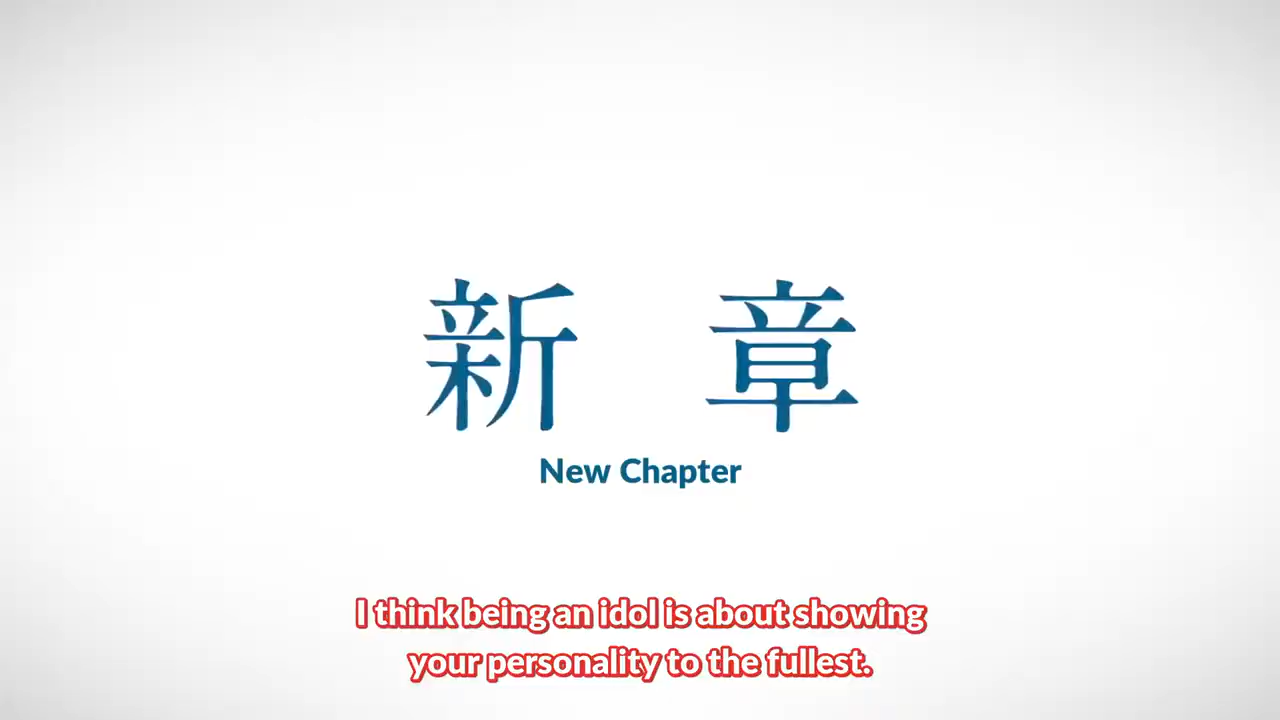 新章
New Chapter
I think being an idol is about showing
your personality to the fullest.